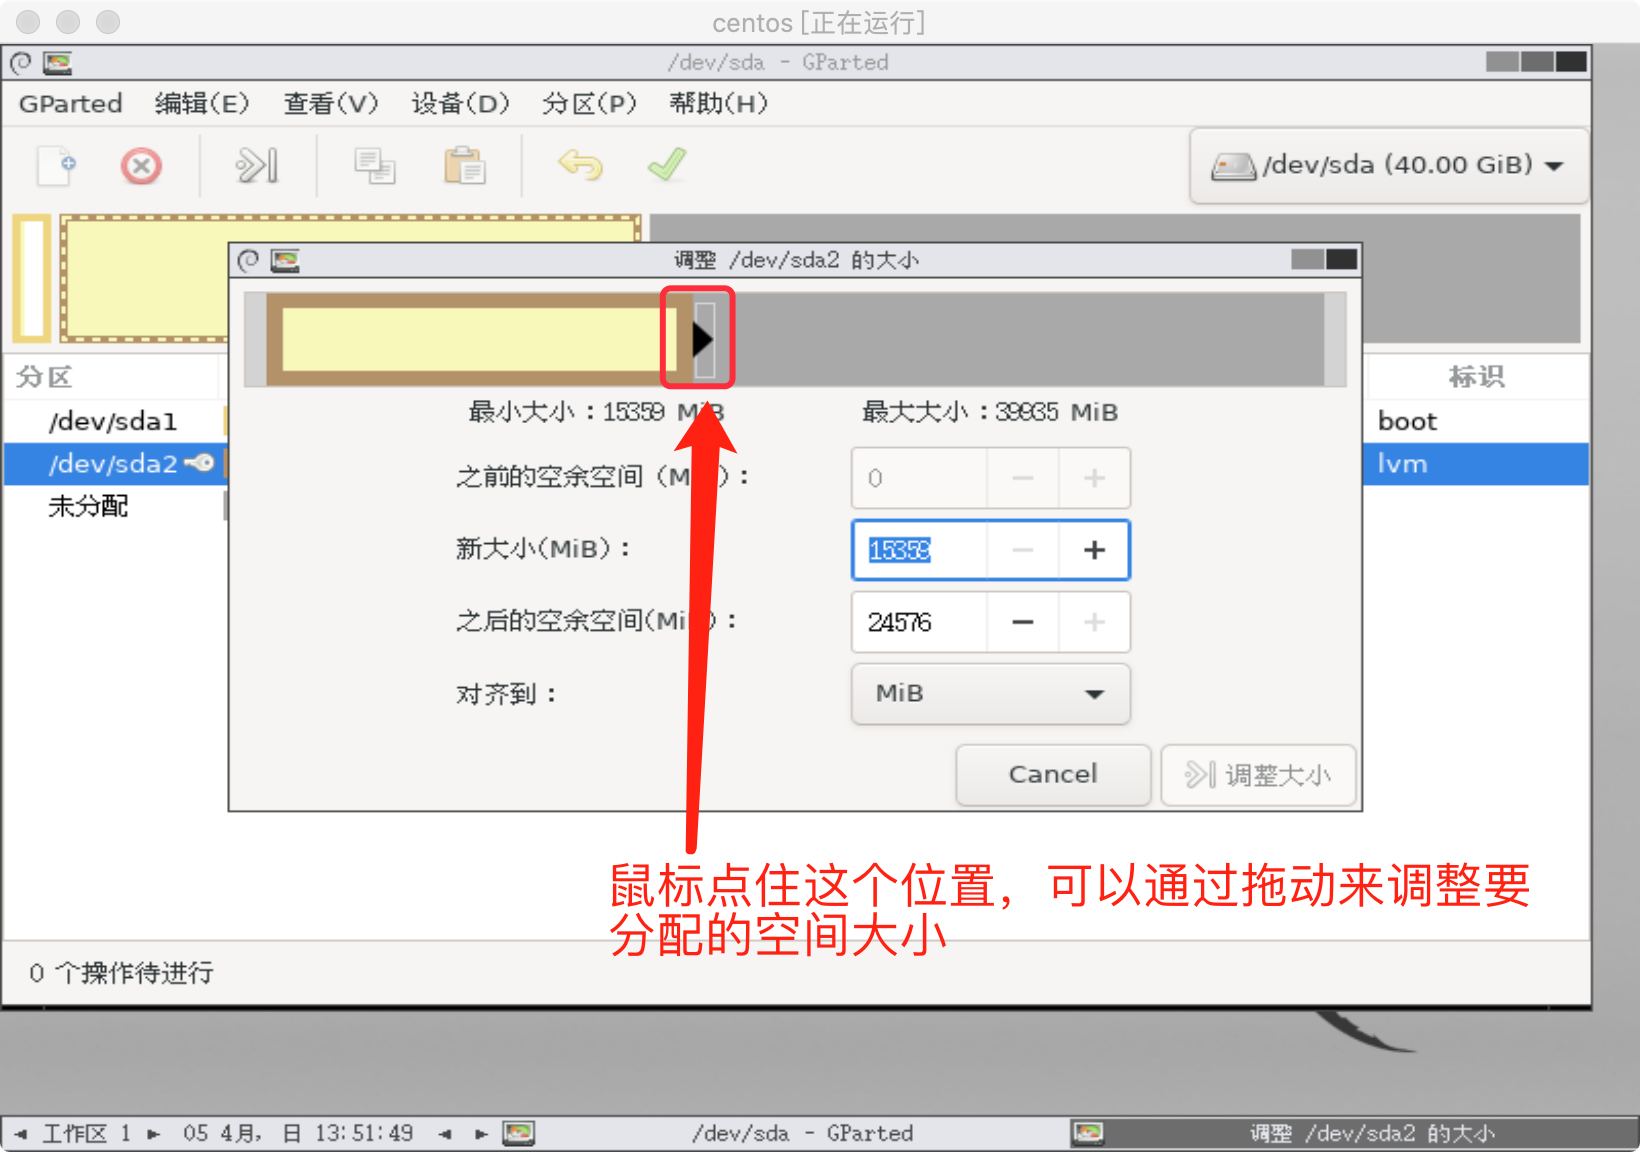 centos [正在运行]
/dev/sda - GParted
GParted 编辑(E) 查看(V) 设备(D) 分区(P) 帮助(H)
/dev/sda (40.00 GiB)
调整 /dev/sda2 的大小
分区 标识
最小大小：15359 MiB 最大大小：39935 MiB
/dev/sda1 boot
/dev/sda2 lvm
之前的空余空间 (M )： 0
未分配
新大小(MiB)： 15359
之后的空余空间(Mi )： 24576
对齐到： MiB
Cancel 调整大小
鼠标点住这个位置，可以通过拖动来调整要
分配的空间大小
0 个操作待进行
工作区 1 05 4月, 日 13:51:49 /dev/sda - GParted 调整 /dev/sda2 的大小